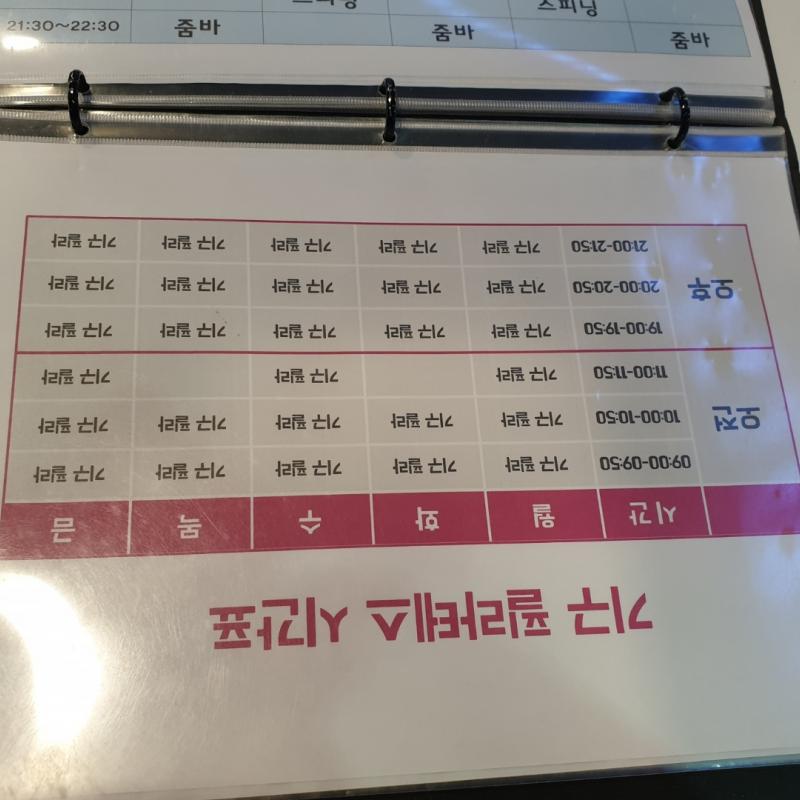 스피닝
21:30~22:30 줌바 줌바 줌바
기구 필라테스 시간표
시간 월 화 수 목 금
오전 09:00-09:50 기구 필라 기구 필라 기구 필라 기구 필라 기구 필라
10:00-10:50 기구 필라 기구 필라 기구 필라 기구 필라 기구 필라
11:00-11:50 기구 필라 기구 필라 기구 필라
오후 19:00-19:50 기구 필라 기구 필라 기구 필라 기구 필라 기구 필라
20:00-20:50 기구 필라 기구 필라 기구 필라 기구 필라 기구 필라
21:00-21:50 기구 필라 기구 필라 기구 필라 기구 필라 기구 필라